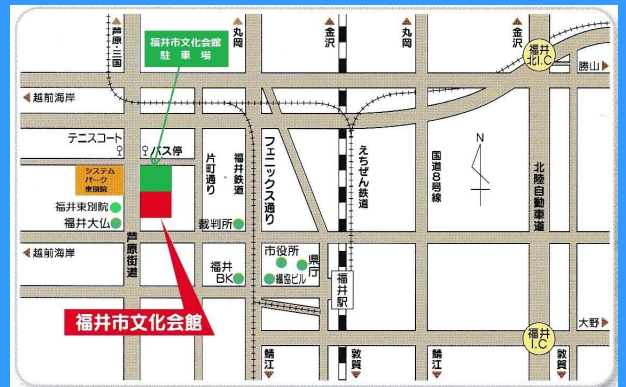 芦原・三国
福井市文化会館
駐車場
丸岡
金沢
丸岡
金沢
福井
北I.C
勝山
越前海岸
テニスコート
バス停
システム
パーク
東別院
福井東別院
福井大仏
芦原街道
片町通り
福井鉄道
フェニックス通り
えちぜん鉄道
国道8号線
N
北陸自動車道
裁判所
越前海岸
福井
BK
市役所
県庁
繊協ビル
福井駅
福井市文化会館
福井
I.C
大野
鯖江
敦賀
鯖江
敦賀